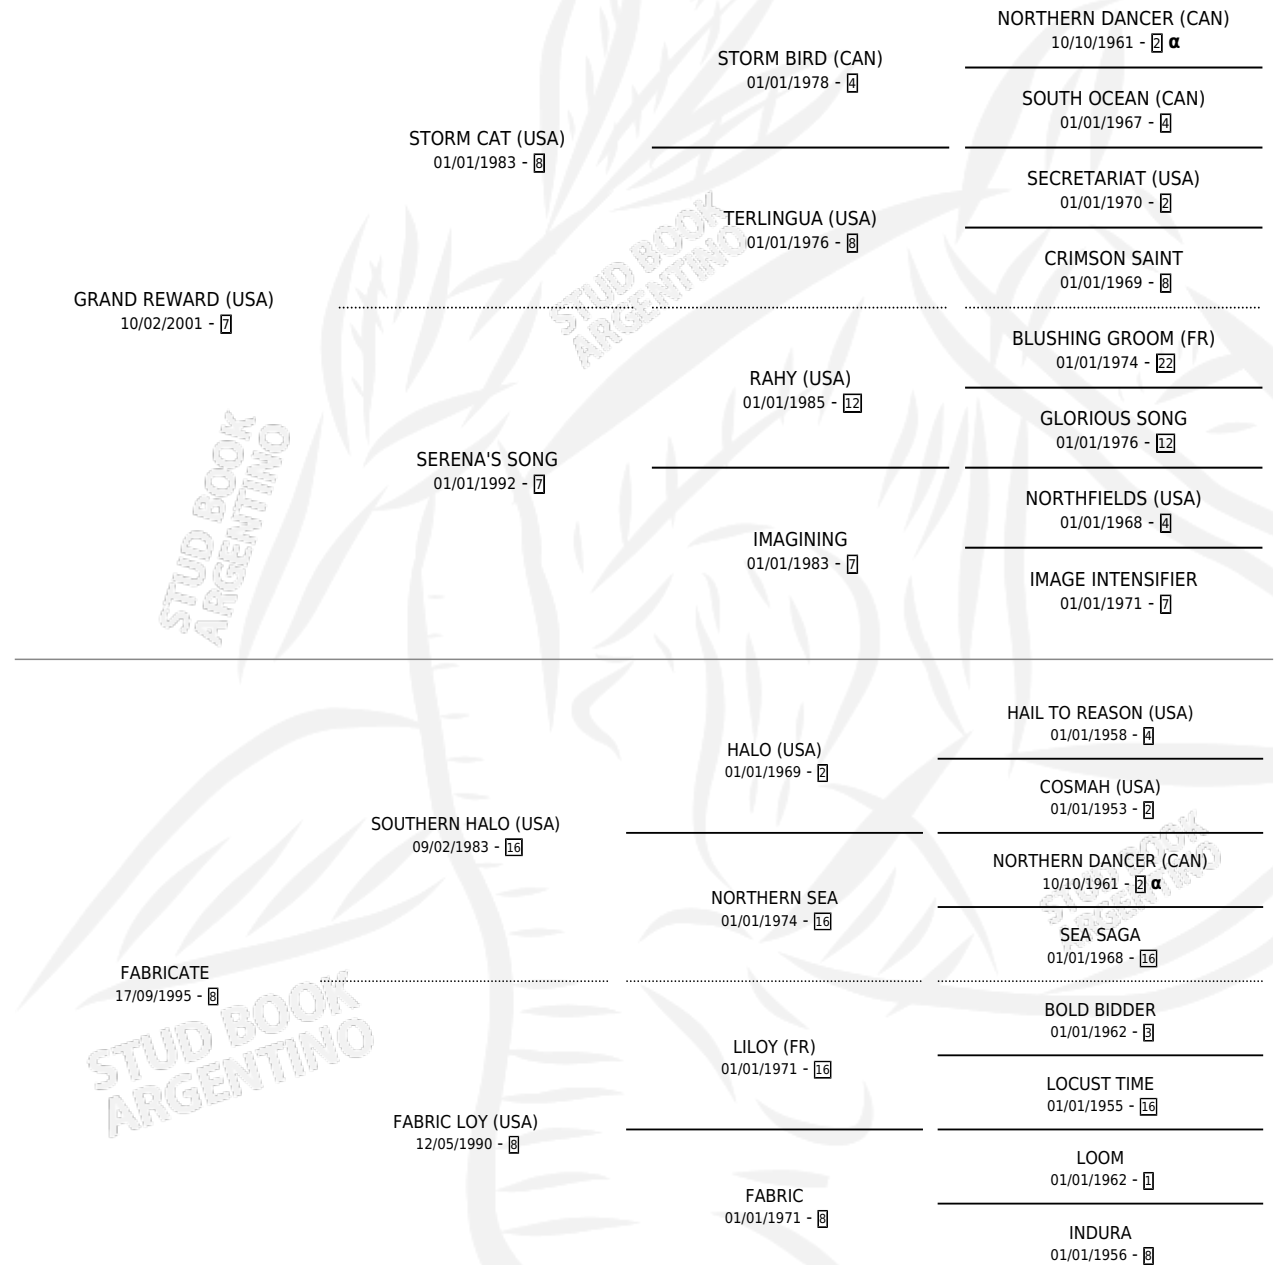 NORTHERN DANCER (CAN)
10/10/1961 - 2 α
STORM BIRD (CAN)
01/01/1978 - 4
SOUTH OCEAN (CAN)
01/01/1967 - 4
STORM CAT (USA)
01/01/1983 - 8
SECRETARIAT (USA)
01/01/1970 - 2
TERLINGUA (USA)
01/01/1976 - 8
CRIMSON SAINT
01/01/1969 - 8
GRAND REWARD (USA)
10/02/2001 - 7
BLUSHING GROOM (FR)
01/01/1974 - 22
RAHY (USA)
01/01/1985 - 12
GLORIOUS SONG
01/01/1976 - 12
SERENA'S SONG
01/01/1992 - 7
NORTHFIELDS (USA)
01/01/1968 - 4
IMAGINING
01/01/1983 - 7
IMAGE INTENSIFIER
01/01/1971 - 7
HAIL TO REASON (USA)
01/01/1958 - 4
HALO (USA)
01/01/1969 - 2
COSMAH (USA)
01/01/1953 - 2
SOUTHERN HALO (USA)
09/02/1983 - 16
NORTHERN DANCER (CAN)
10/10/1961 - 2 α
NORTHERN SEA
01/01/1974 - 16
SEA SAGA
01/01/1968 - 16
FABRICATE
17/09/1995 - 8
BOLD BIDDER
01/01/1962 - 3
LILOY (FR)
01/01/1971 - 16
LOCUST TIME
01/01/1955 - 16
FABRIC LOY (USA)
12/05/1990 - 8
LOOM
01/01/1962 - 1
FABRIC
01/01/1971 - 8
INDURA
01/01/1956 - 8
STUD BOOK
ARGENTINO
STUD BOOK
ARGENTINO
STUD BOOK
ARGENTINO
STUD BOOK
ARGENTINO